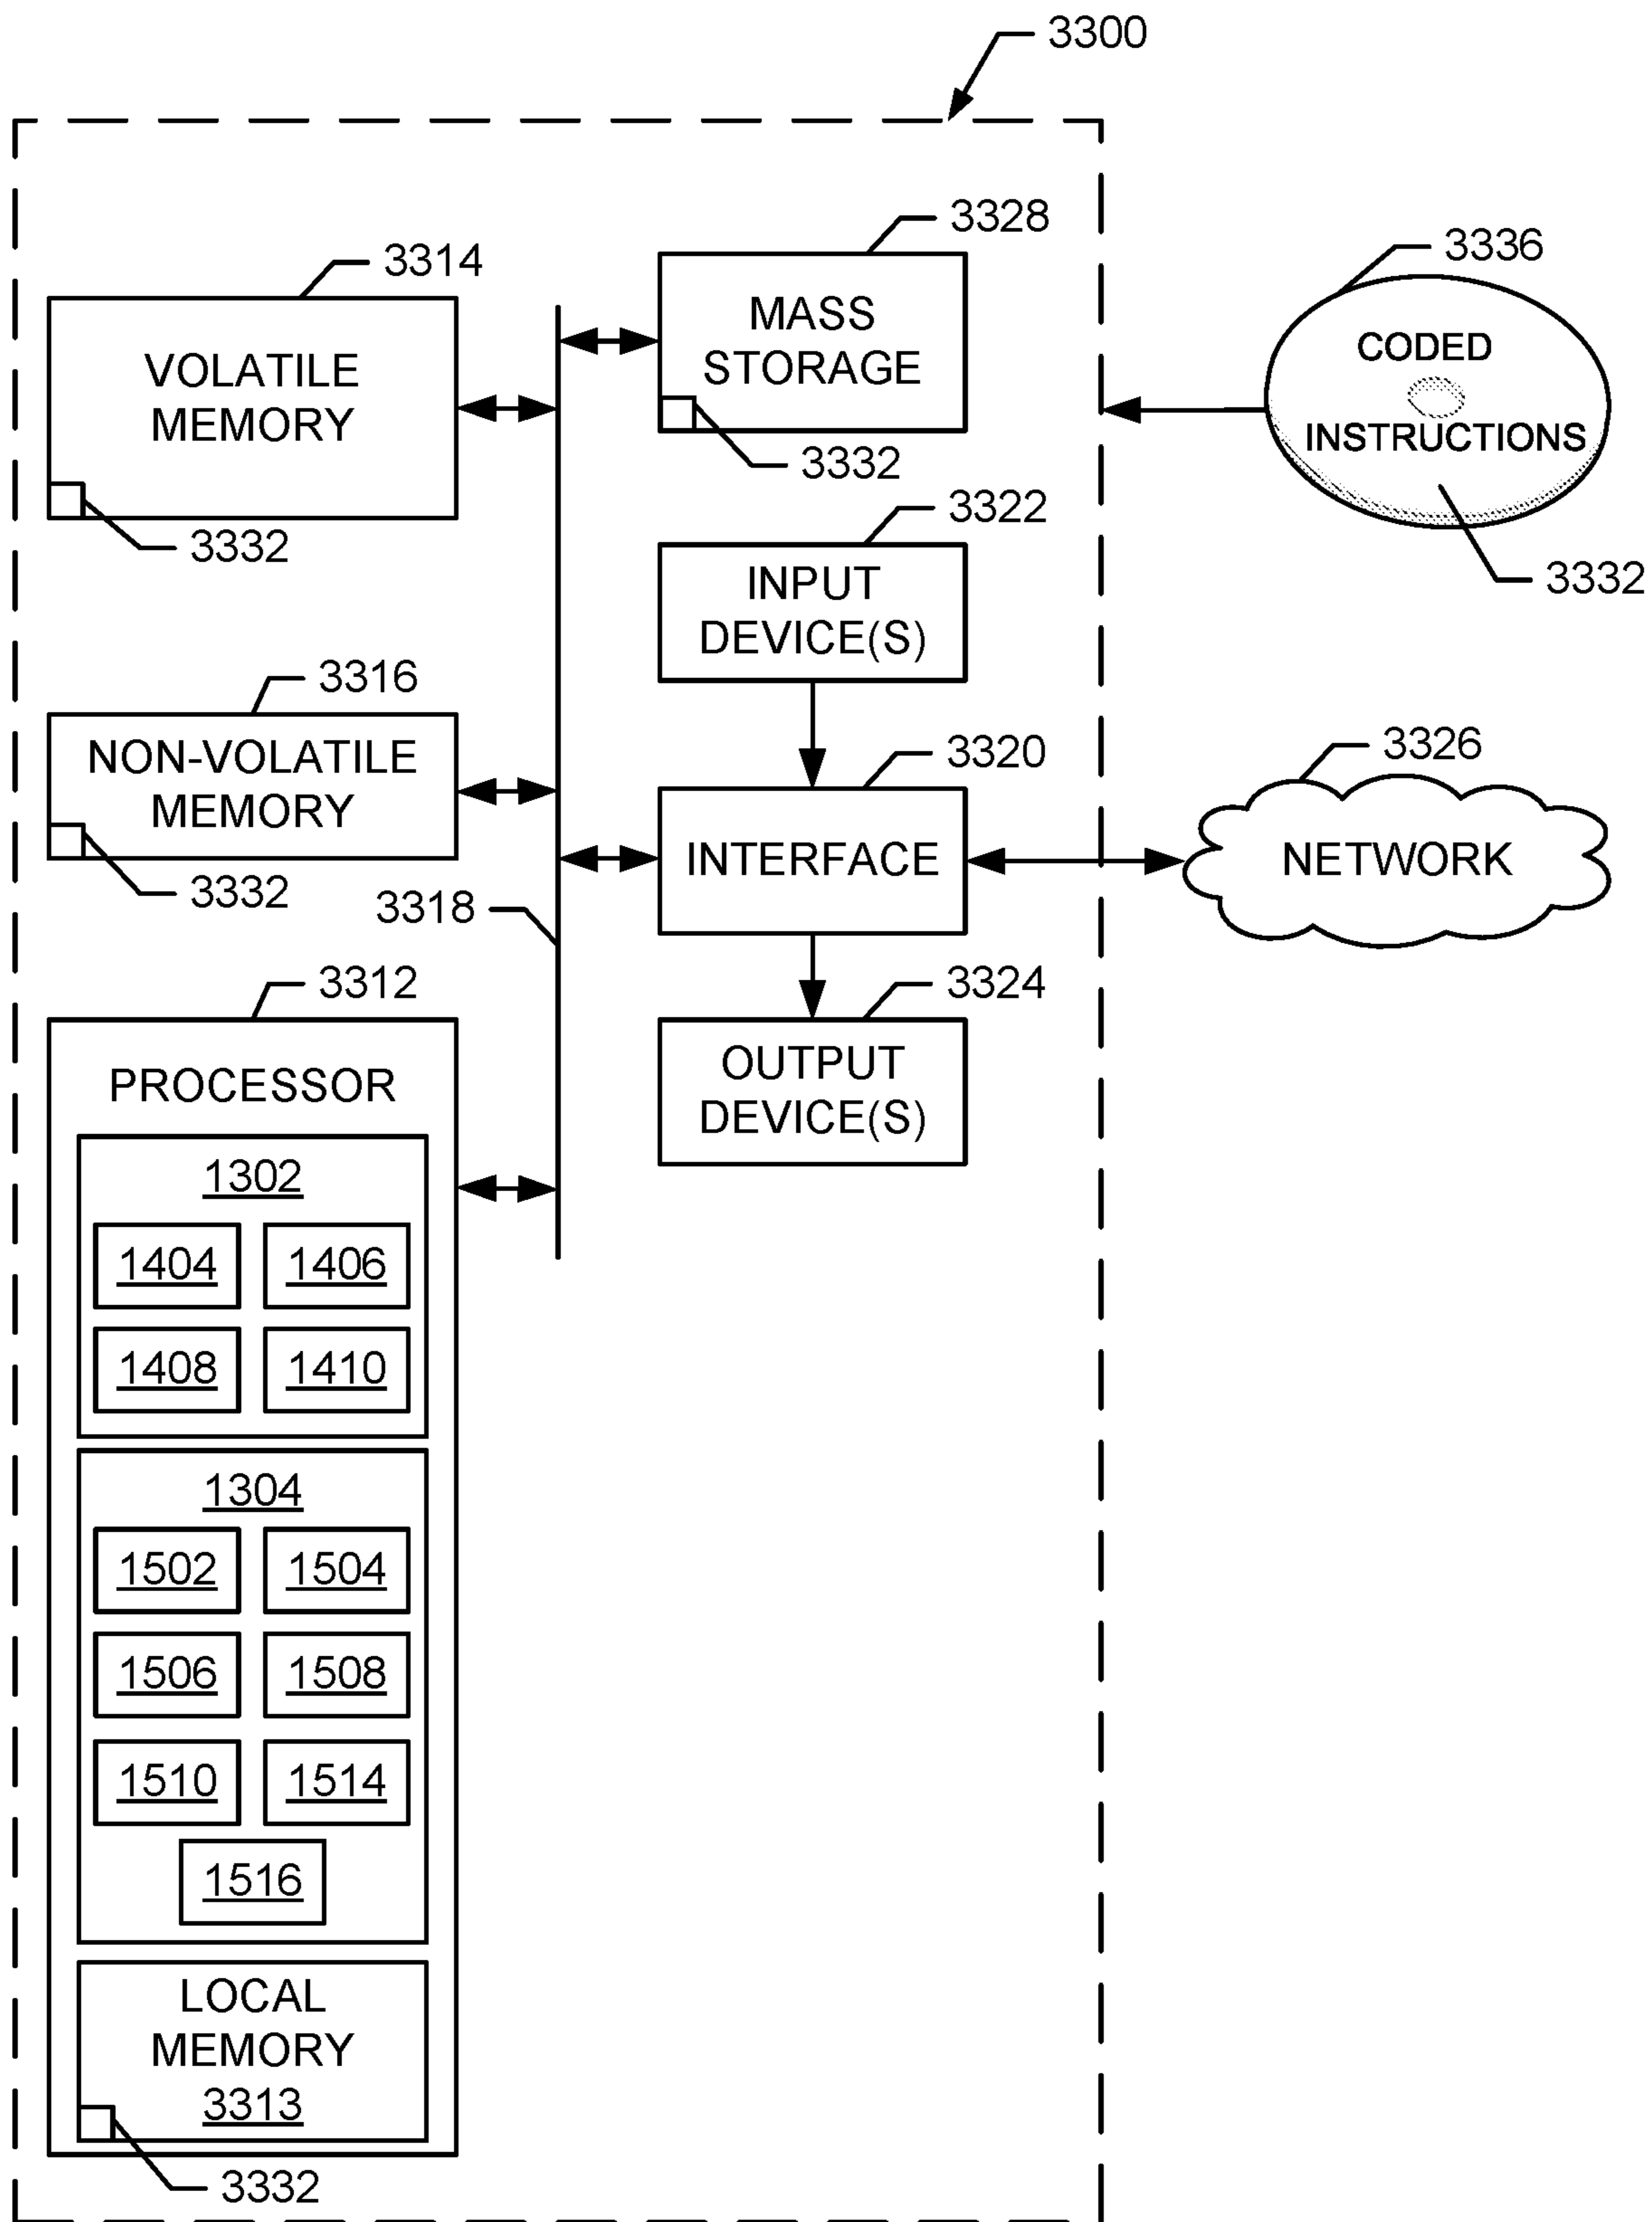 3300
3328
3336
3314
MASS
STORAGE
CODED
INSTRUCTIONS
VOLATILE
MEMORY
3332
3322
3332
3332
INPUT
DEVICE(S)
3316
3320
3326
NON-VOLATILE
MEMORY
INTERFACE
NETWORK
3332
3318
3312
3324
PROCESSOR
OUTPUT
DEVICE(S)
1302
1404 1406
1408 1410
1304
1502 1504
1506 1508
1510 1514
1516
LOCAL
MEMORY
3313
3332